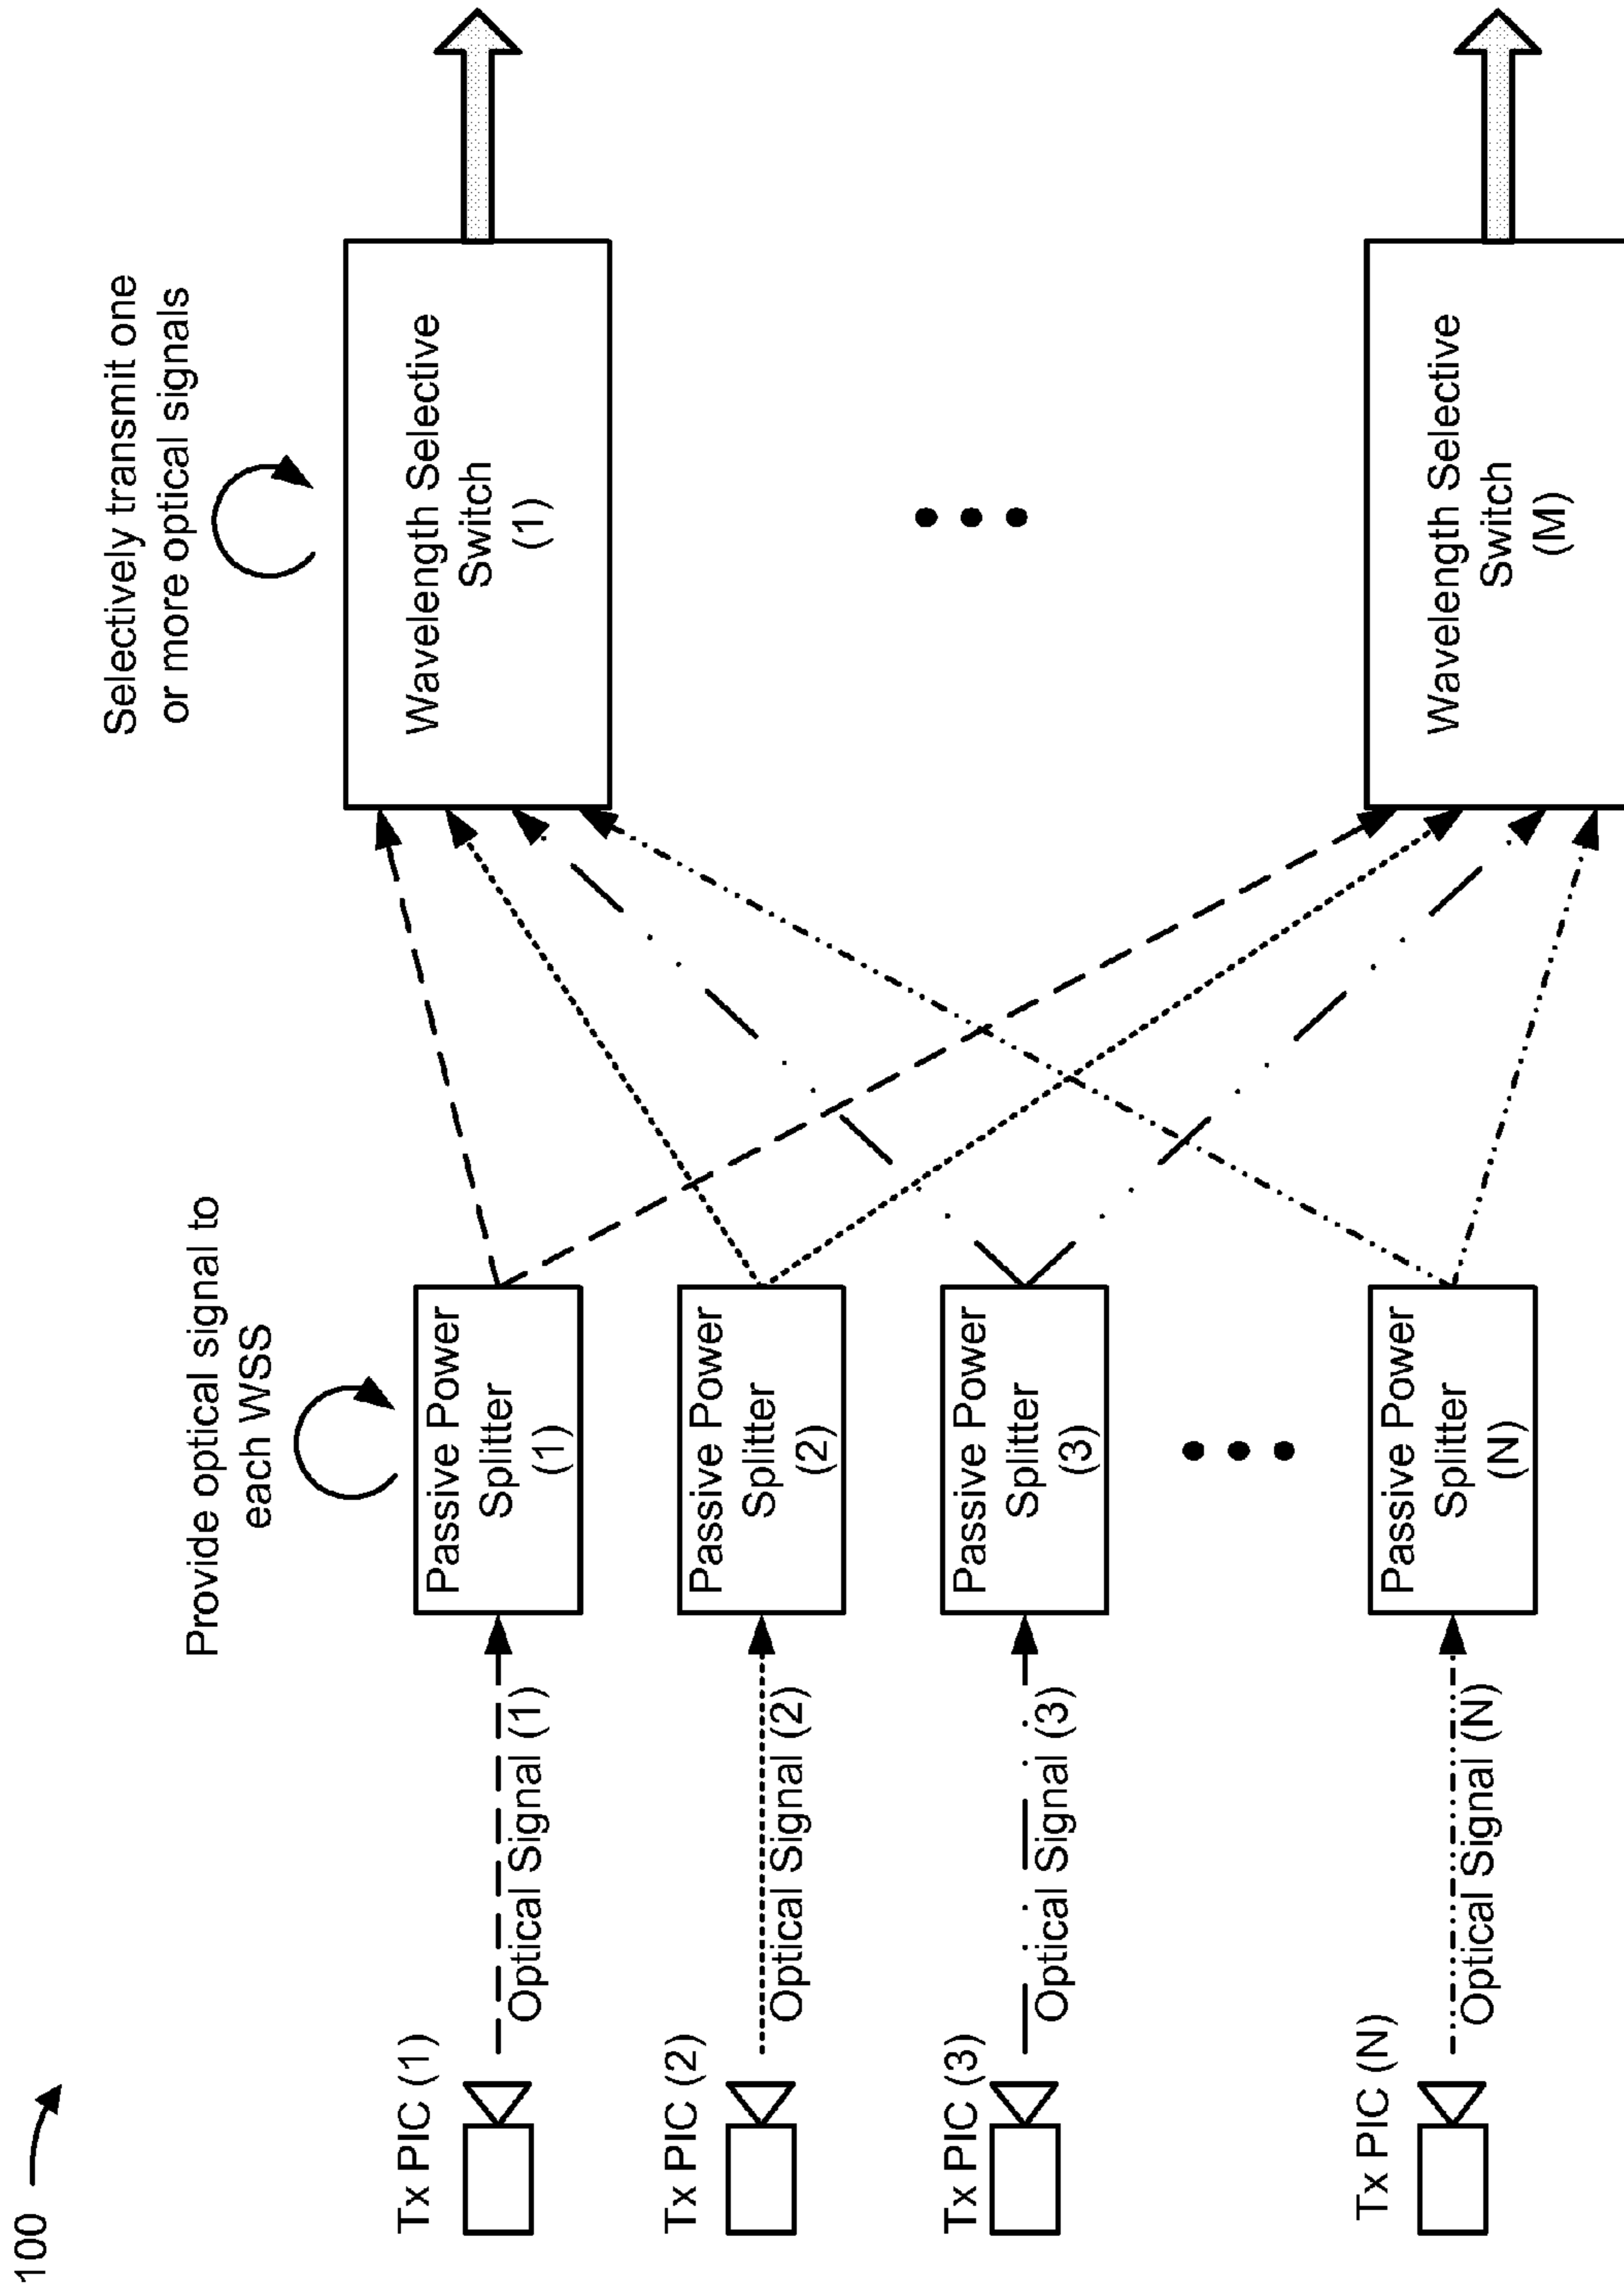 100
Provide optical signal to
each WSS
Selectively transmit one
or more optical signals
Tx PIC (1)
Optical Signal (1)
Passive Power
Splitter
(1)
Wavelength Selective
Switch
(1)
Tx PIC (2)
Optical Signal (2)
Passive Power
Splitter
(2)
Tx PIC (3)
Optical Signal (3)
Passive Power
Splitter
(3)
Tx PIC (N)
Optical Signal (N)
Passive Power
Splitter
(N)
Wavelength Selective
Switch
(M)